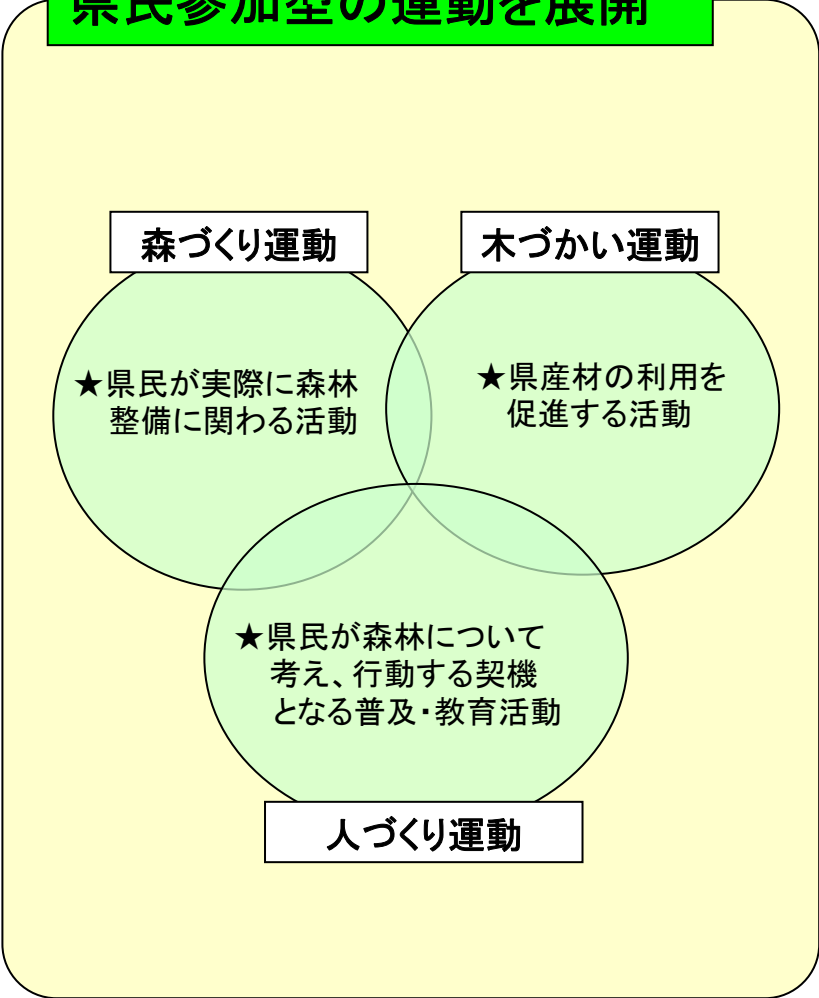 県民参加型の運動を展開
森づくり運動
木づかい運動
★県民が実際に森林
整備に関わる活動
★県産材の利用を
促進する活動
★県民が森林について
考え、行動する契機
となる普及・教育活動
人づくり運動